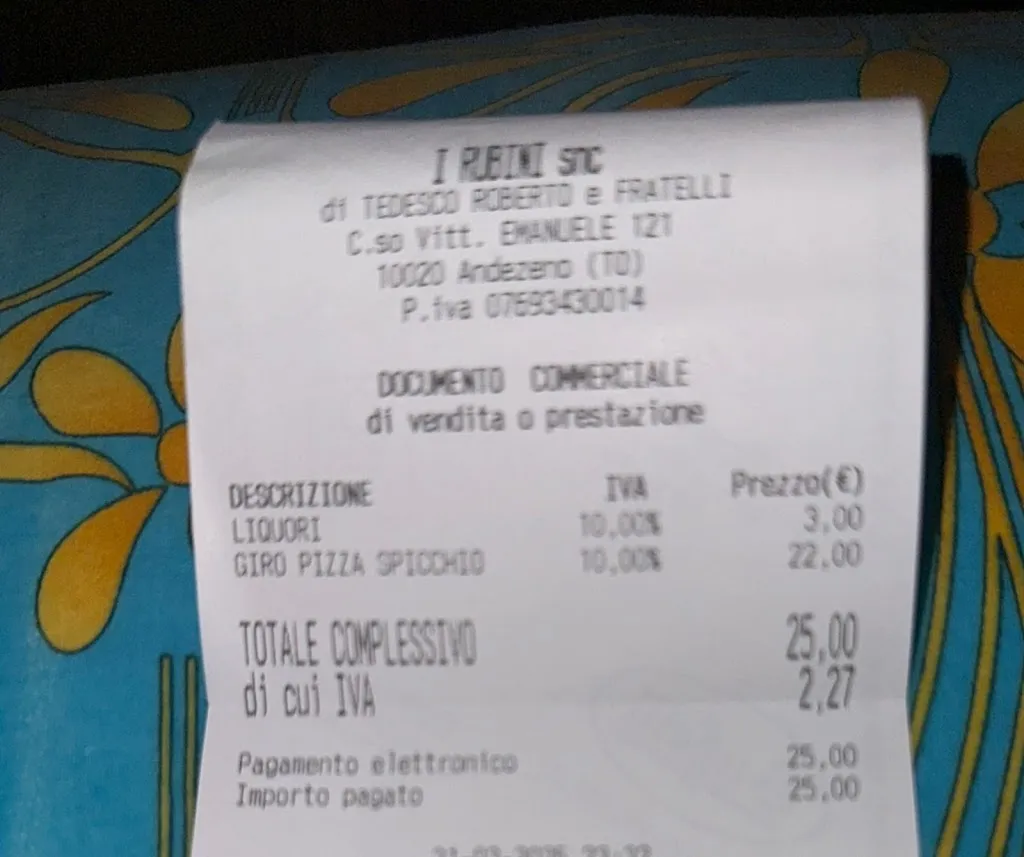 I RUBINI snc
di TEDESCO ROBERTO e FRATELLI
C.so Vitt. EMANUELE 121
10020 Andezeno (TO)
P.iva 07693430014
DOCUMENTO COMMERCIALE
di vendita o prestazione
DESCRIZIONE IVA Prezzo(€)
LIQUORI 10,00% 3,00
GIRO PIZZA SPICCHIO 10,00% 22,00
TOTALE COMPLESSIVO 25,00
di cui IVA 2,27
Pagamento elettronico 25,00
Importo pagato 25,00